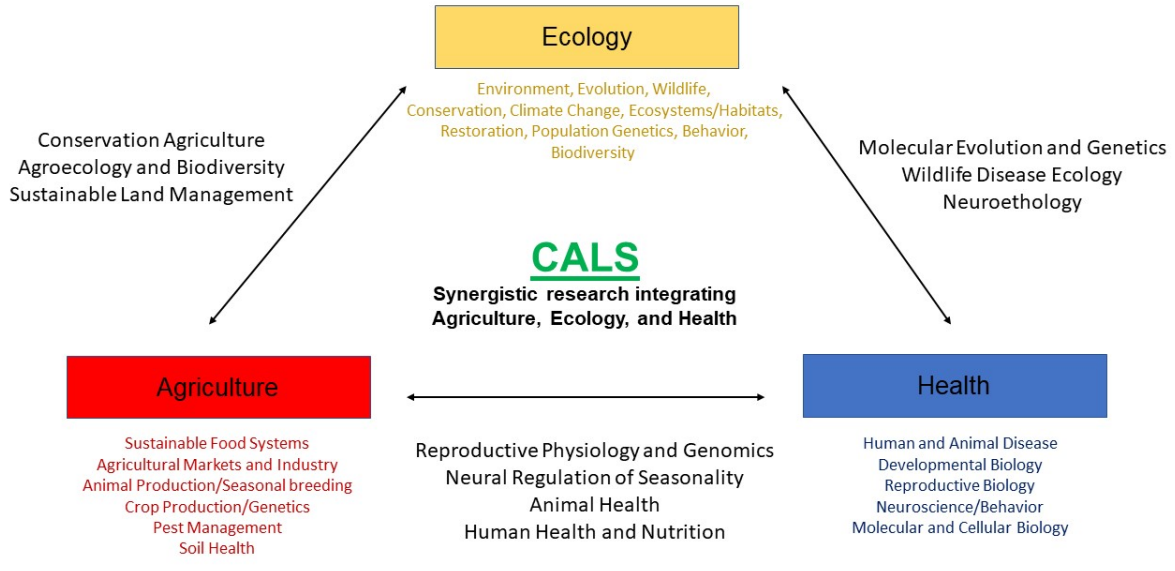 Ecology
Environment, Evolution, Wildlife,
Conservation, Climate Change, Ecosystems/Habitats,
Restoration, Population Genetics, Behavior,
Biodiversity
Conservation Agriculture
Agroecology and Biodiversity
Sustainable Land Management
Molecular Evolution and Genetics
Wildlife Disease Ecology
Neuroethology
CALS
Synergistic research integrating
Agriculture, Ecology, and Health
Agriculture
Sustainable Food Systems
Agricultural Markets and Industry
Animal Production/Seasonal breeding
Crop Production/Genetics
Pest Management
Soil Health
Reproductive Physiology and Genomics
Neural Regulation of Seasonality
Animal Health
Human Health and Nutrition
Health
Human and Animal Disease
Developmental Biology
Reproductive Biology
Neuroscience/Behavior
Molecular and Cellular Biology